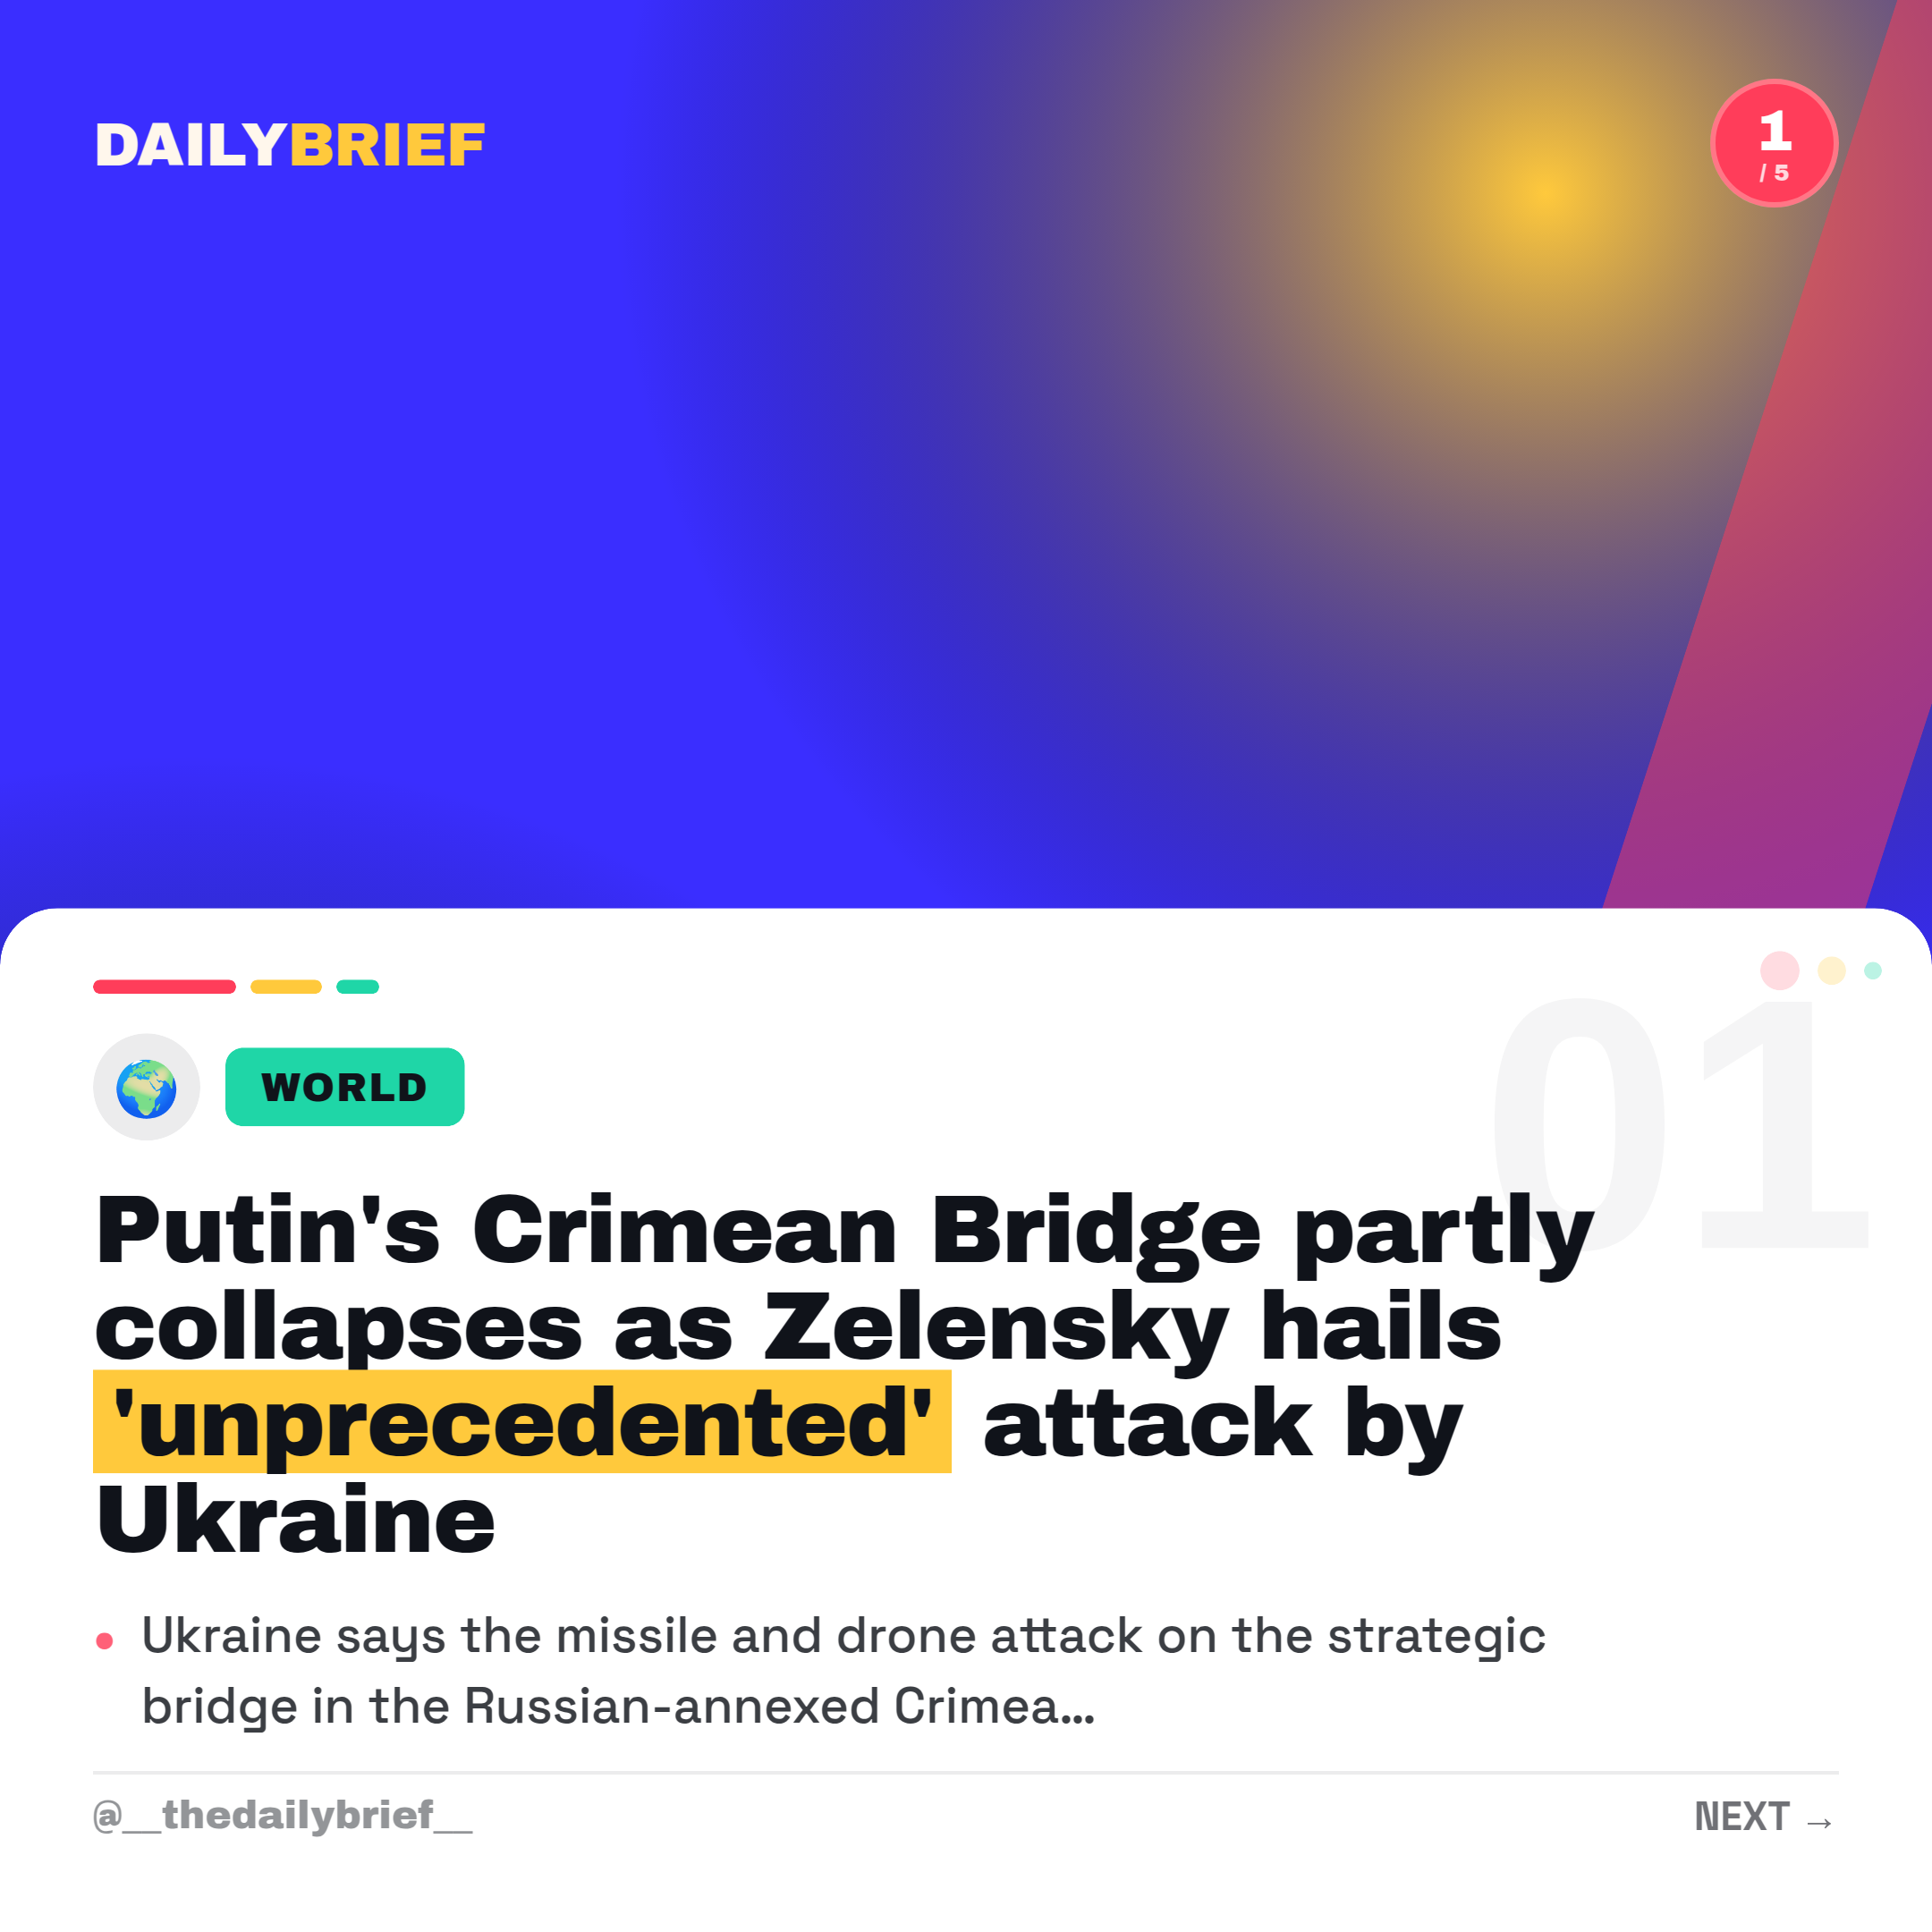 DAILYBRIEF
1
/ 5
01
WORLD
Putin's Crimean Bridge partly
collapses as Zelensky hails
'unprecedented' attack by
Ukraine
Ukraine says the missile and drone attack on the strategic
bridge in the Russian-annexed Crimea...
@__thedailybrief__
NEXT →